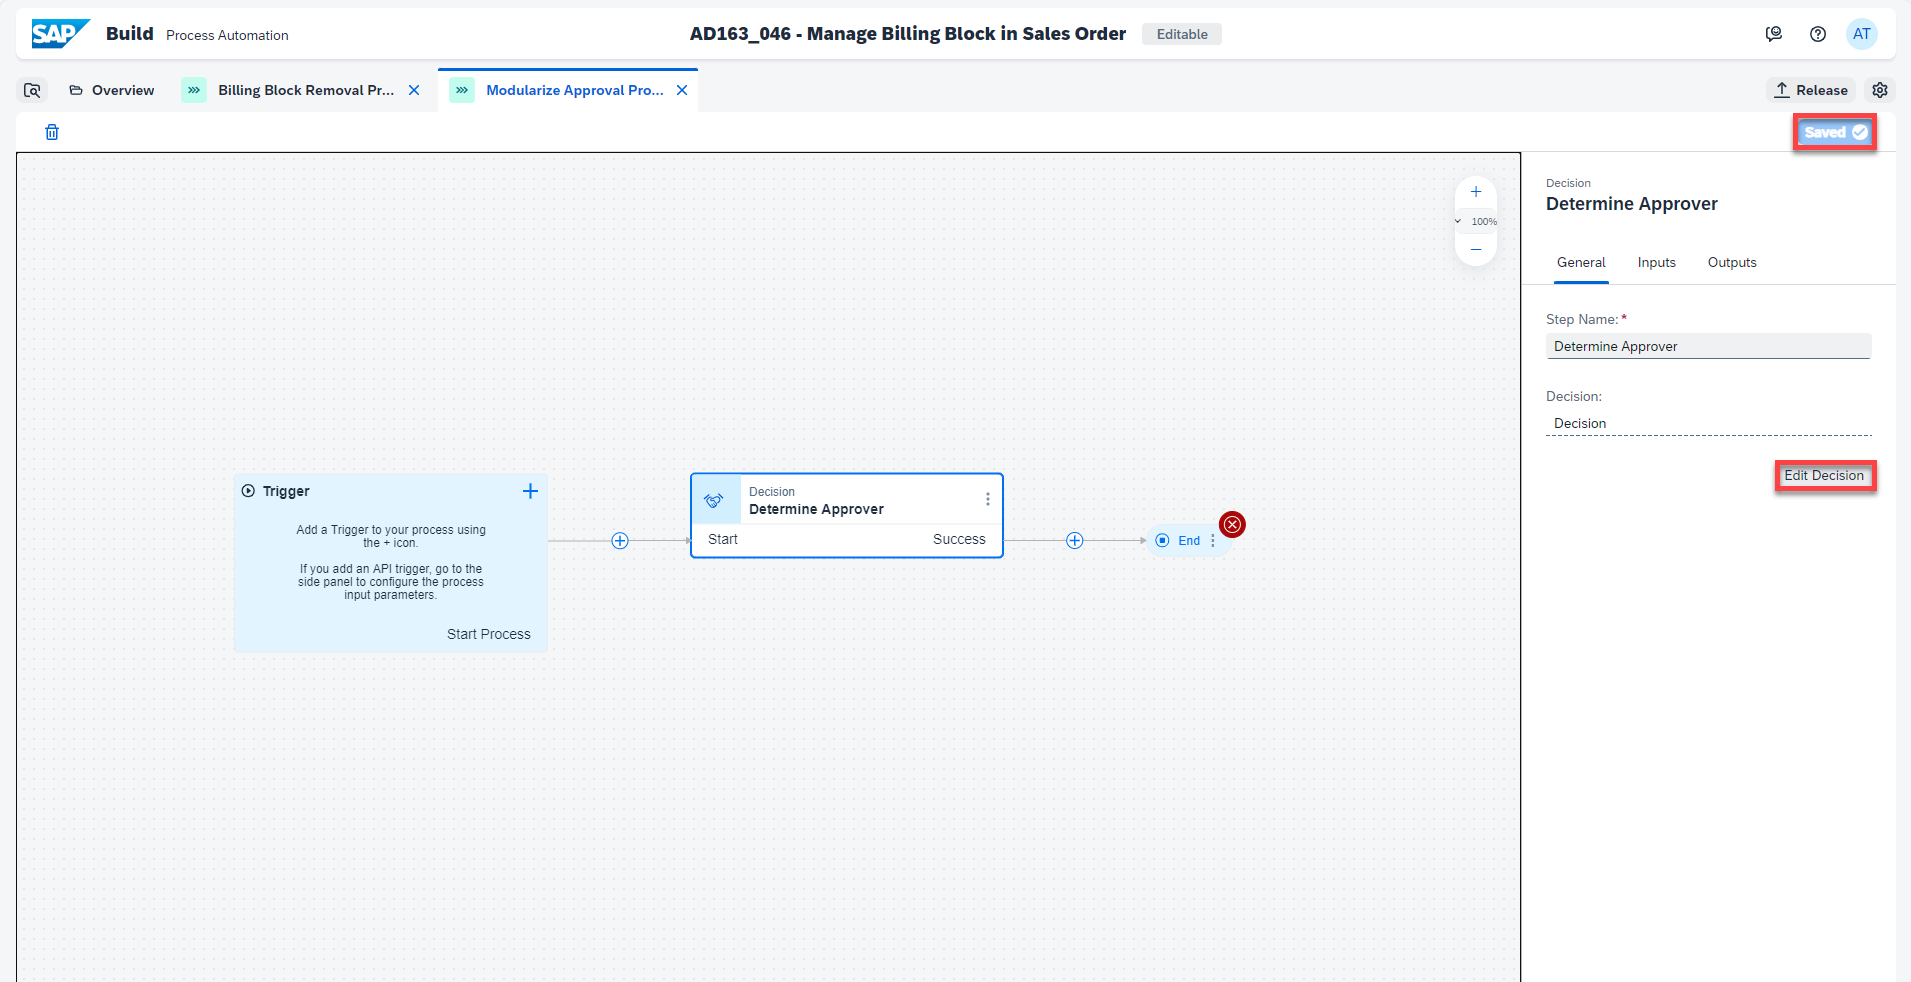 SAP Build Process Automation
AD163_046 - Manage Billing Block in Sales Order Editable
AT
Overview
Billing Block Removal Pr...
Modularize Approval Pro...
Release
Saved
100%
Trigger
Add a Trigger to your process using
the + icon.
If you add an API trigger, go to the
side panel to configure the process
input parameters.
Start Process
Decision
Determine Approver
Start Success
End
Decision
Determine Approver
General Inputs Outputs
Step Name: *
Determine Approver
Decision:
Decision
Edit Decision